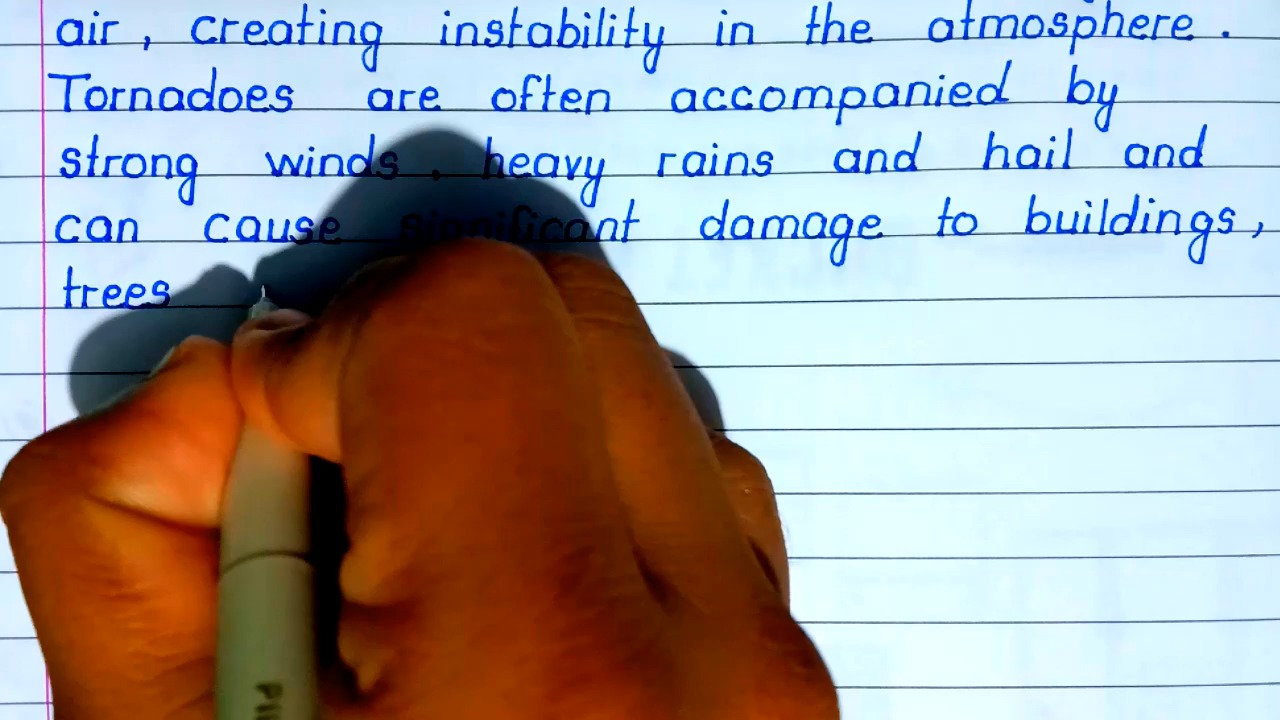 air, creating instability in the atmosphere.
Tornadoes are often accompanied by
strong winds, heavy rains and hail and
can cause significant damage to buildings,
trees